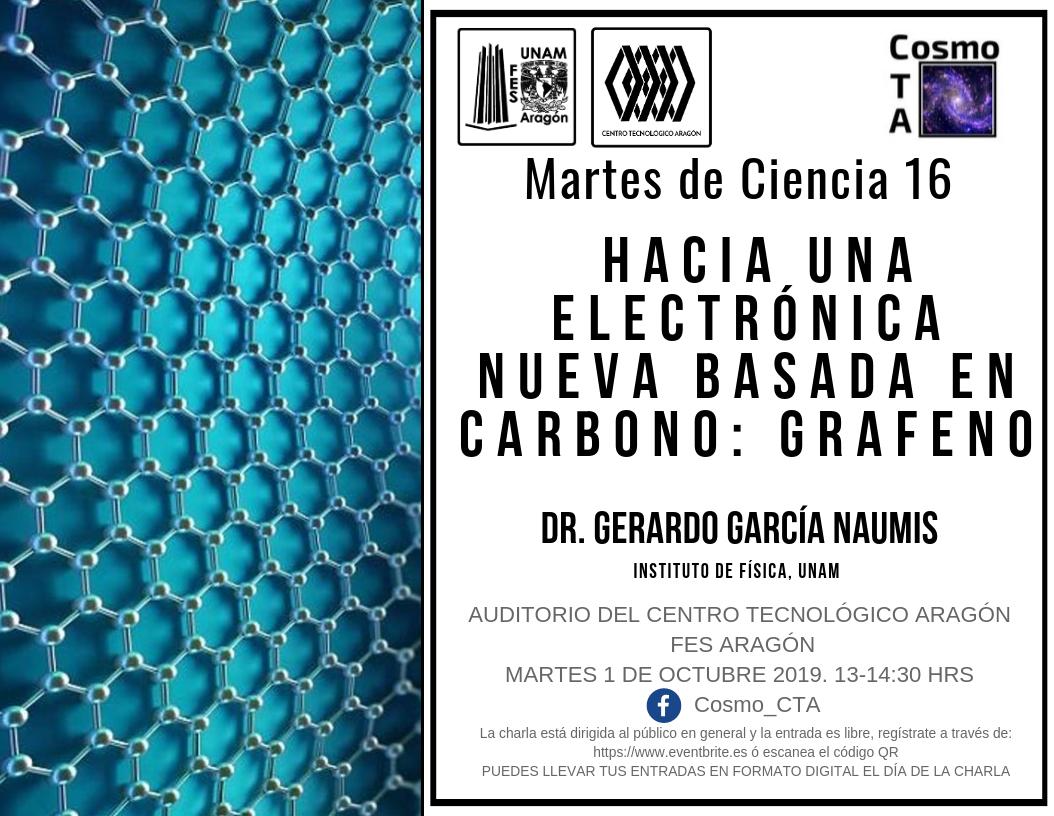 UNAM
FES
Aragón
CENTRO TECNOLÓGICO ARAGÓN
Cosmo
T
A
Martes de Ciencia 16
HACIA UNA
ELECTRÓNICA
NUEVA BASADA EN
CARBONO: GRAFENO
DR. GERARDO GARCÍA NAUMIS
INSTITUTO DE FÍSICA, UNAM
AUDITORIO DEL CENTRO TECNOLÓGICO ARAGÓN
FES ARAGÓN
MARTES 1 DE OCTUBRE 2019. 13-14:30 HRS
Cosmo_CTA
La charla está dirigida al público en general y la entrada es libre, regístrate a través de:
https://www.eventbrite.es ó escanea el código QR
PUEDES LLEVAR TUS ENTRADAS EN FORMATO DIGITAL EL DÍA DE LA CHARLA